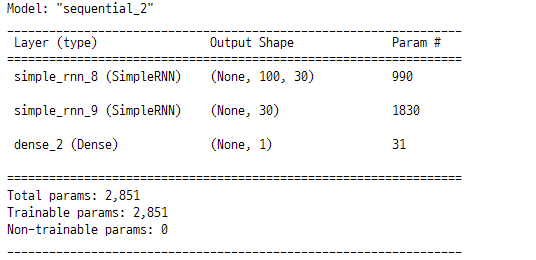 Model: "sequential_2"
Layer (type) Output Shape Param #
simple_rnn_8 (SimpleRNN) (None, 100, 30) 990
simple_rnn_9 (SimpleRNN) (None, 30) 1830
dense_2 (Dense) (None, 1) 31
Total params: 2,851
Trainable params: 2,851
Non-trainable params: 0